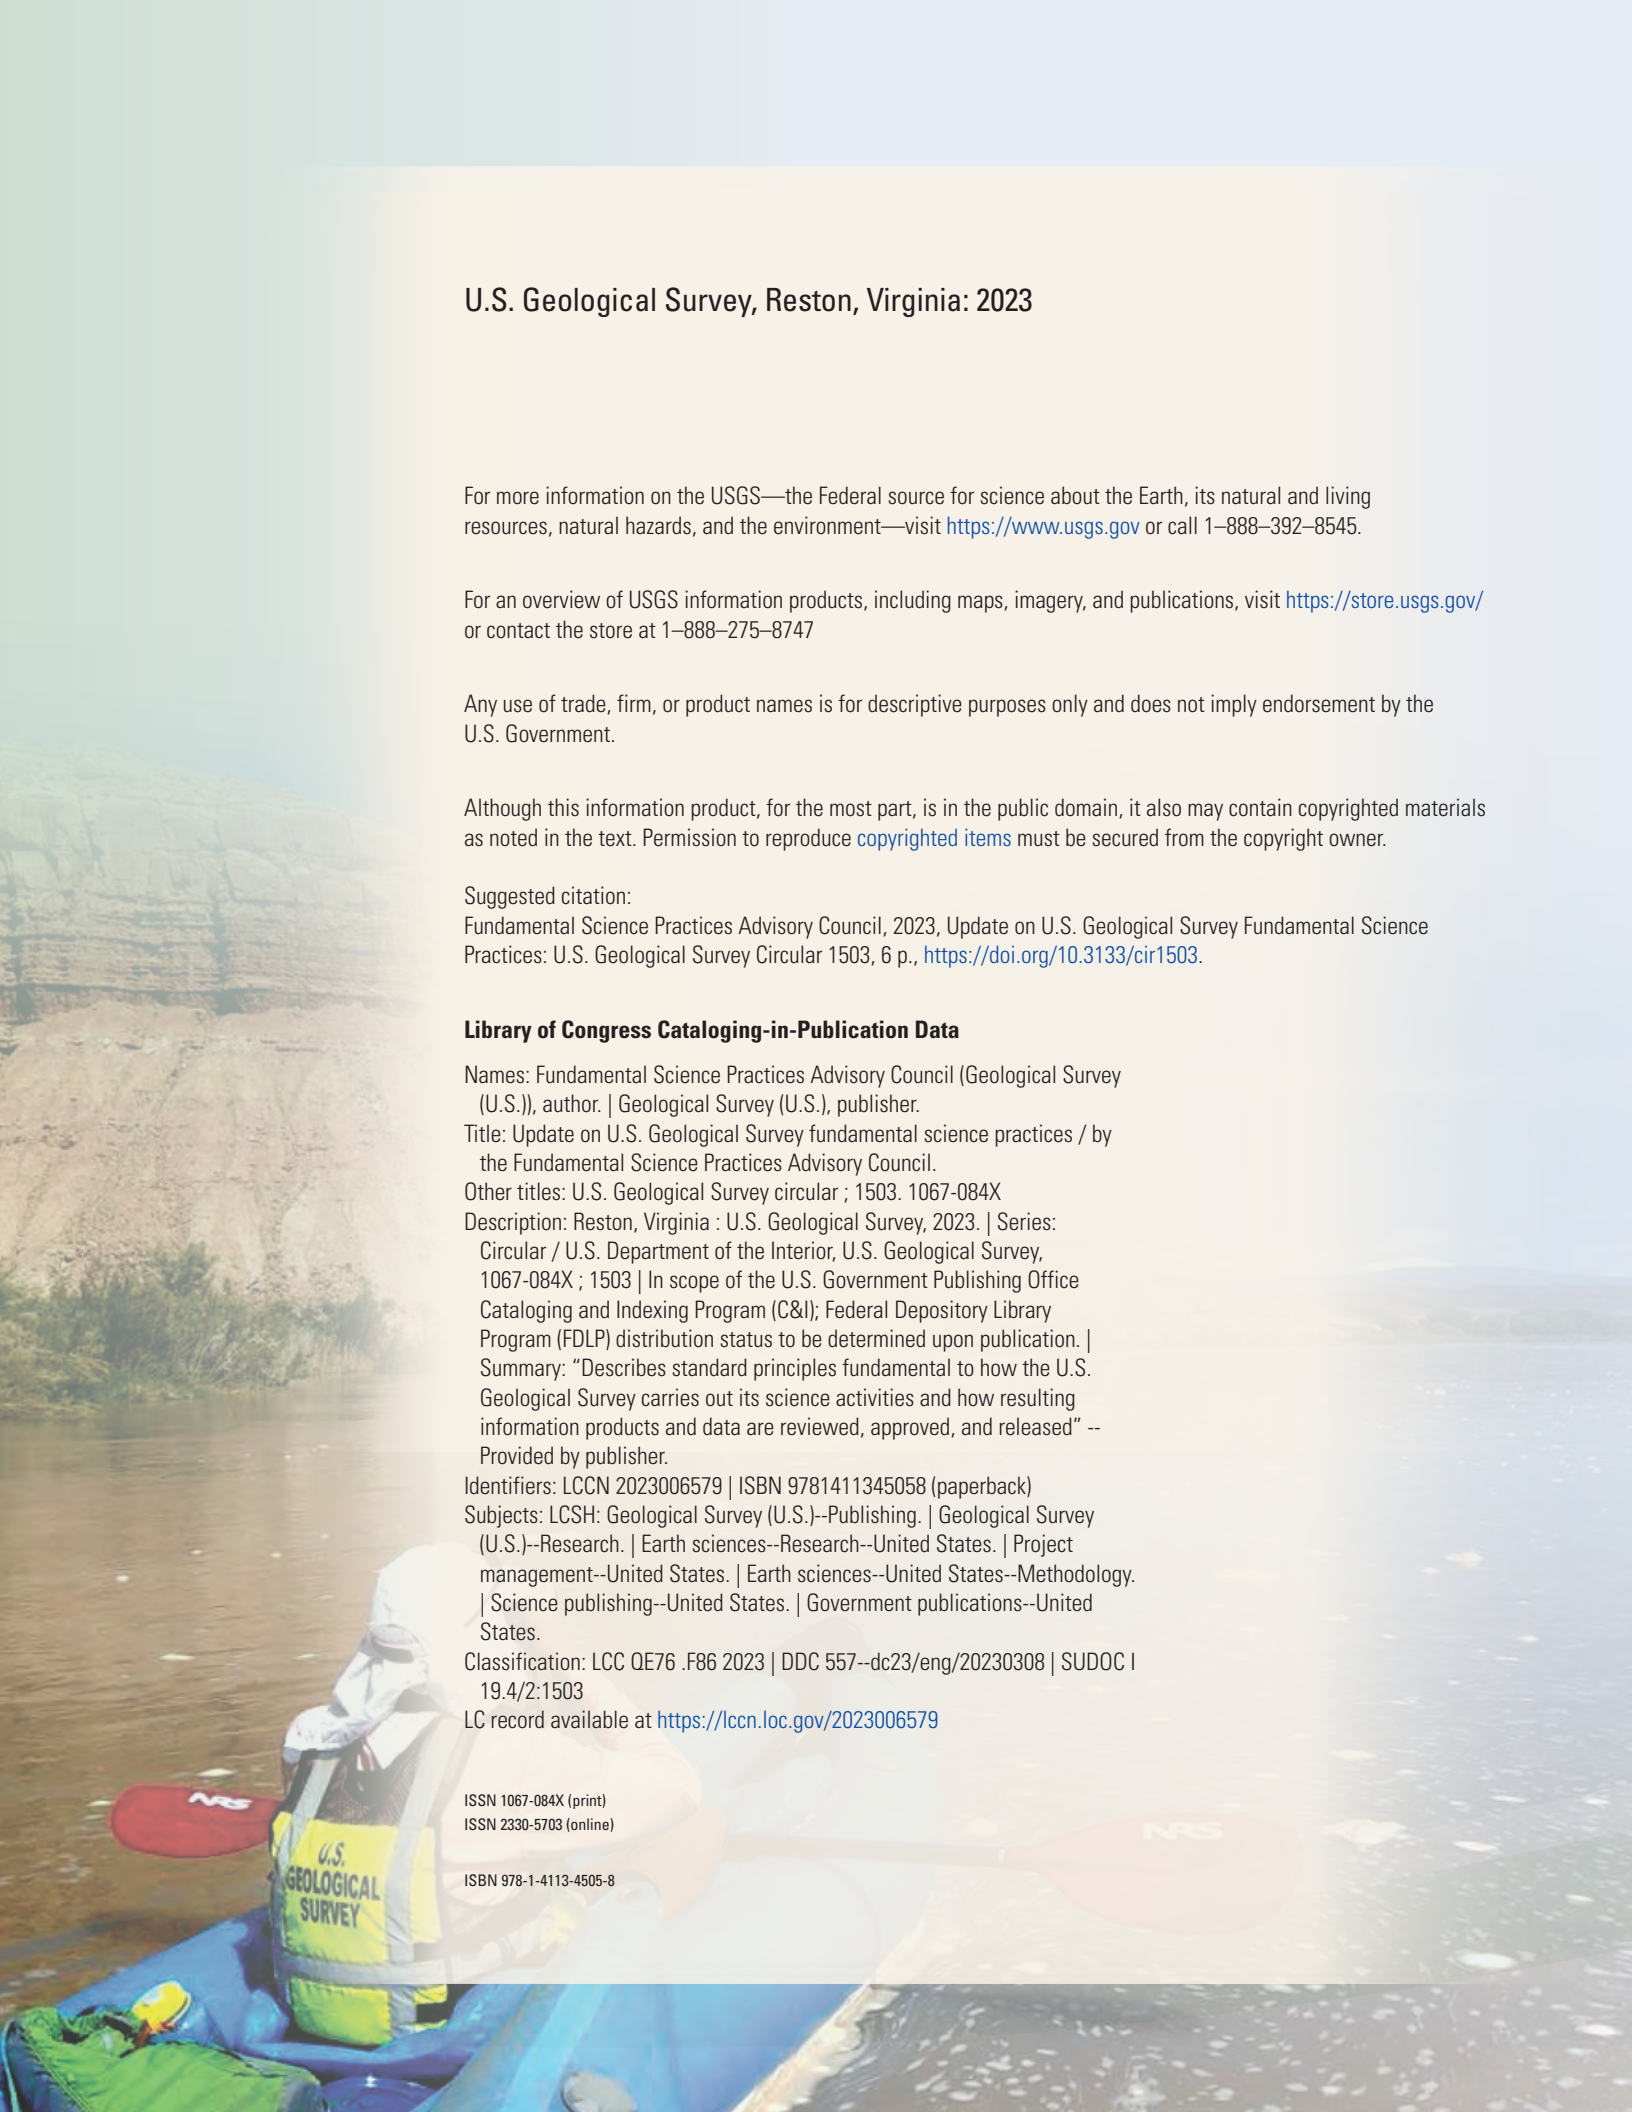 U.S. Geological Survey, Reston, Virginia: 2023
For more information on the USGS—the Federal source for science about the Earth, its natural and living
resources, natural hazards, and the environment—visit https://www.usgs.gov or call 1–888–392–8545.
For an overview of USGS information products, including maps, imagery, and publications, visit https://store.usgs.gov/
or contact the store at 1–888–275–8747
Any use of trade, firm, or product names is for descriptive purposes only and does not imply endorsement by the
U.S. Government.
Although this information product, for the most part, is in the public domain, it also may contain copyrighted materials
as noted in the text. Permission to reproduce copyrighted items must be secured from the copyright owner.
Suggested citation:
Fundamental Science Practices Advisory Council, 2023, Update on U.S. Geological Survey Fundamental Science
Practices: U.S. Geological Survey Circular 1503, 6 p., https://doi.org/10.3133/cir1503.
Library of Congress Cataloging-in-Publication Data
Names: Fundamental Science Practices Advisory Council (Geological Survey
(U.S.)), author. | Geological Survey (U.S.), publisher.
Title: Update on U.S. Geological Survey fundamental science practices / by
the Fundamental Science Practices Advisory Council.
Other titles: U.S. Geological Survey circular ; 1503. 1067-084X
Description: Reston, Virginia : U.S. Geological Survey, 2023. | Series:
Circular / U.S. Department of the Interior, U.S. Geological Survey,
1067-084X ; 1503 | In scope of the U.S. Government Publishing Office
Cataloging and Indexing Program (C&I); Federal Depository Library
Program (FDLP) distribution status to be determined upon publication. |
Summary: “Describes standard principles fundamental to how the U.S.
Geological Survey carries out its science activities and how resulting
information products and data are reviewed, approved, and released” --
Provided by publisher.
Identifiers: LCCN 2023006579 | ISBN 9781411345058 (paperback)
Subjects: LCSH: Geological Survey (U.S.)--Publishing. | Geological Survey
(U.S.)--Research. | Earth sciences--Research--United States. | Project
management--United States. | Earth sciences--United States--Methodology.
| Science publishing--United States. | Government publications--United
States.
Classification: LCC QE76 .F86 2023 | DDC 557--dc23/eng/20230308 | SUDOC I
19.4/2:1503
LC record available at https://lccn.loc.gov/2023006579
ISSN 1067-084X (print)
ISSN 2330-5703 (online)
ISBN 978-1-4113-4505-8
NRS
NRS
U.S.
GEOLOGICAL
SURVEY